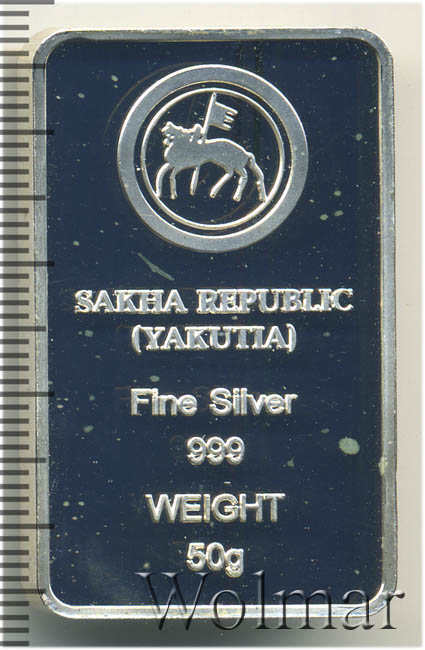 SAKHA REPUBLIC
(YAKUTIA)
Fine Silver
999
WEIGHT
50g
Wolmar